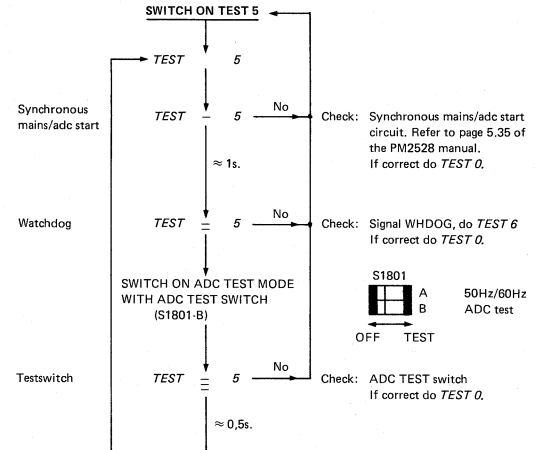 SWITCH ON TEST 5
TEST 5
Synchronous mains/adc start
TEST – 5
No
Check: Synchronous mains/adc start
circuit. Refer to page 5.35 of
the PM2528 manual.
If correct do TEST 0.
≈ 1s.
Watchdog
TEST = 5
No
Check: Signal WHDOG, do TEST 6
If correct do TEST 0.
SWITCH ON ADC TEST MODE
WITH ADC TEST SWITCH
(S1801-B)
S1801
A 50Hz/60Hz
B ADC test
OFF TEST
Testswitch
TEST ≡ 5
No
Check: ADC TEST switch
If correct do TEST 0.
≈ 0,5s.